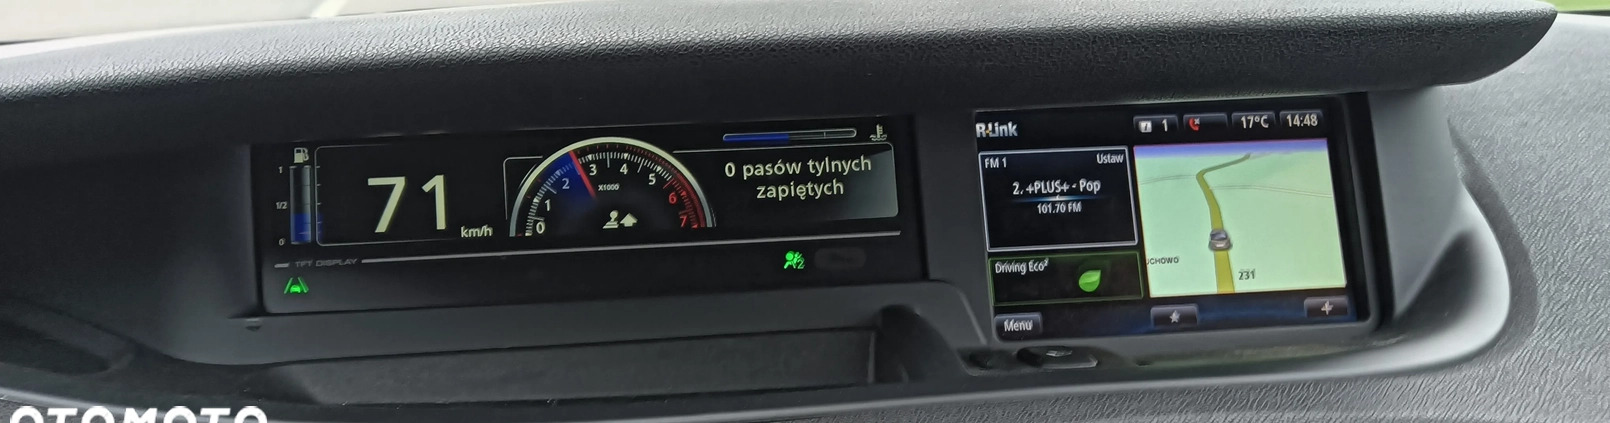 1
1/2
0
71
km/h
0
1
2
3
4
5
6
7
X1000
0 pasów tylnych
zapiętych
TFT DISPLAY
2
R-Link
1
17°C
14:48
FM 1
Ustaw
2. +PLUS+ - Pop
101.70 FM
Driving Eco²
Menu
UCHOWO
231
OTOMOTO